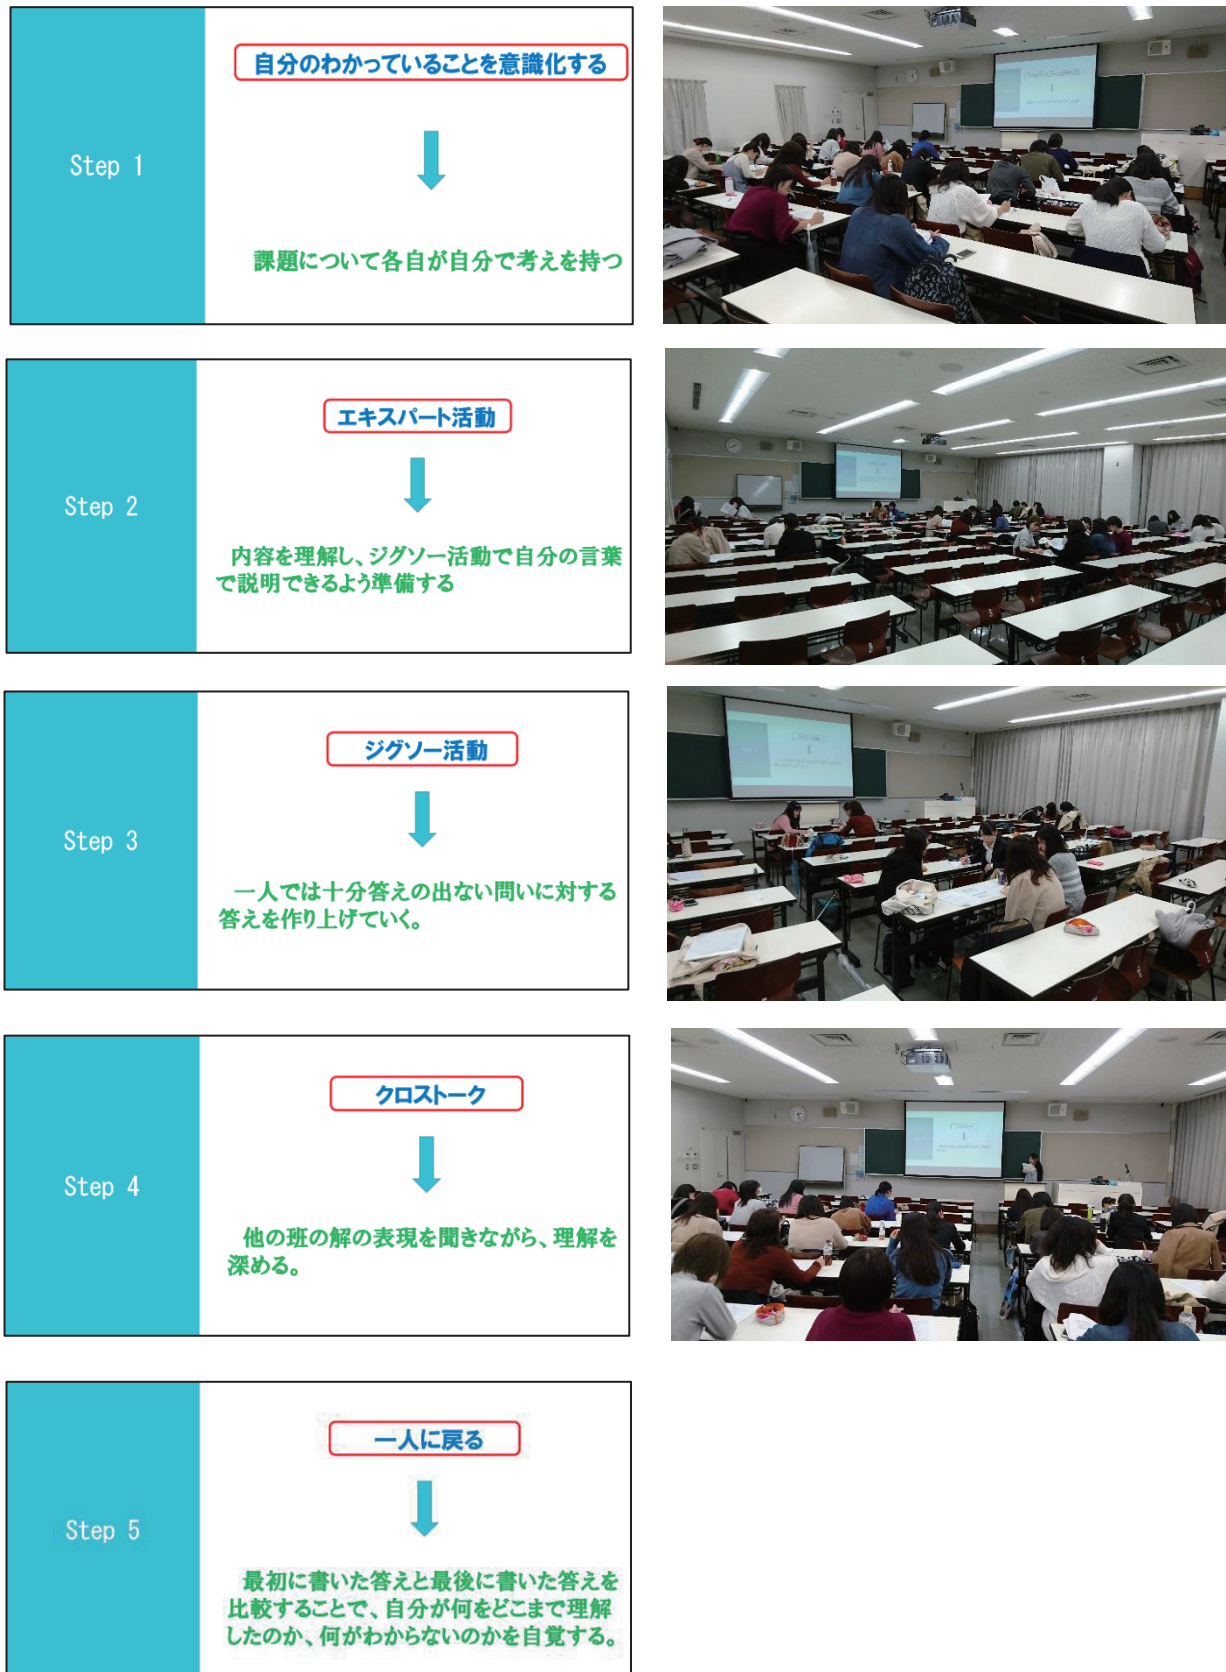 Step 1
自分のわかっていることを意識化する
課題について各自が自分で考えを持つ
Step 2
エキスパート活動
内容を理解し、ジグソー活動で自分の言葉
で説明できるよう準備する
Step 3
ジグソー活動
一人では十分答えの出ない問いに対する
答えを作り上げていく。
Step 4
クロストーク
他の班の解の表現を聞きながら、理解を
深める。
Step 5
一人に戻る
最初に書いた答えと最後に書いた答えを
比較することで、自分が何をどこまで理解
したのか、何がわからないのかを自覚する。